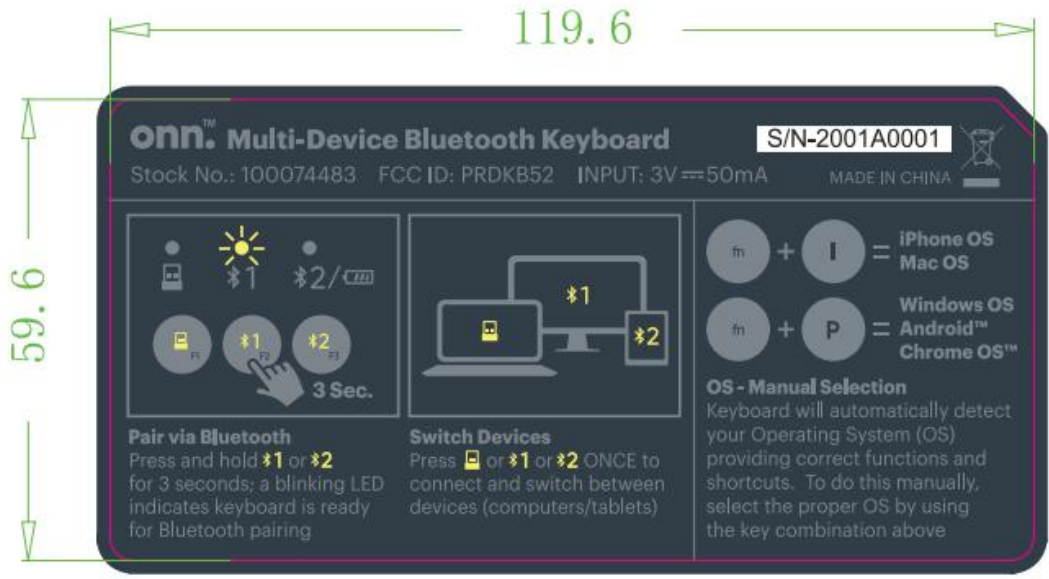 119.6
59.6
onn.™ Multi-Device Bluetooth Keyboard
S/N-2001A0001
Stock No.: 100074483 FCC ID: PRDKB52 INPUT: 3V⎓50mA MADE IN CHINA
1 2/
F1 1 F2 2 F3
3 Sec.
Pair via Bluetooth
Press and hold 1 or 2
for 3 seconds; a blinking LED
indicates keyboard is ready
for Bluetooth pairing
1
2
Switch Devices
Press or 1 or 2 ONCE to
connect and switch between
devices (computers/tablets)
fn + I = iPhone OS
Mac OS
fn + P = Windows OS
Android™
Chrome OS™
OS - Manual Selection
Keyboard will automatically detect
your Operating System (OS)
providing correct functions and
shortcuts. To do this manually,
select the proper OS by using
the key combination above